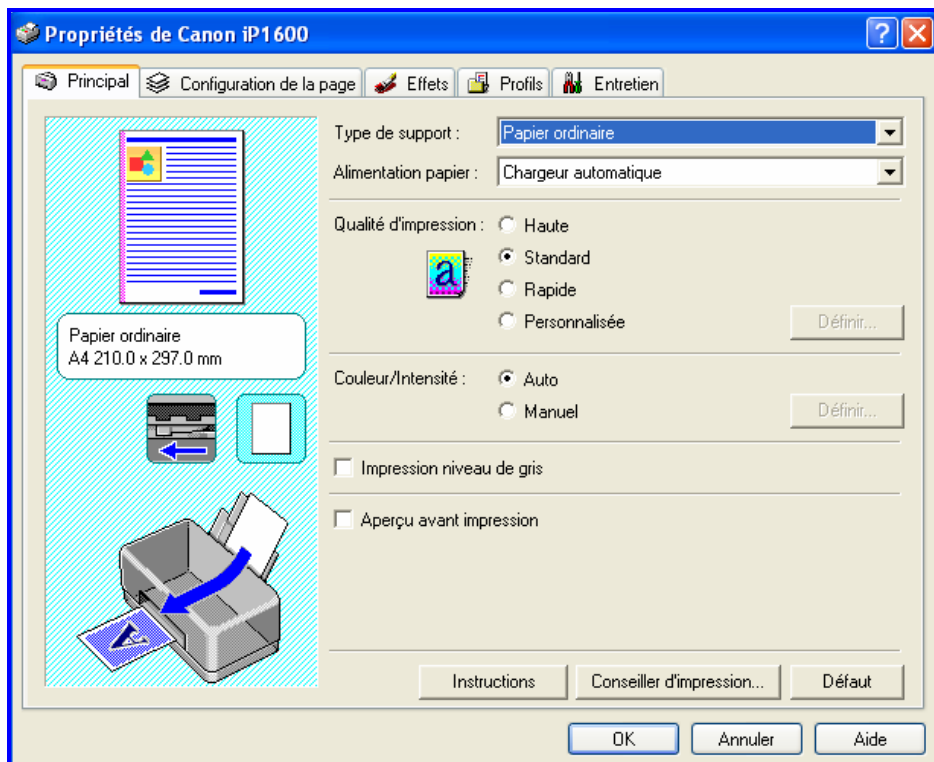 Propriétés de Canon iP1600
Principal Configuration de la page Effets Profils Entretien
Type de support : Papier ordinaire
Alimentation papier : Chargeur automatique
Qualité d'impression : Haute
Standard
Rapide
Personnalisée Définir...
Papier ordinaire
A4 210.0 x 297.0 mm
Couleur/Intensité : Auto
Manuel Définir...
Impression niveau de gris
Aperçu avant impression
Instructions Conseiller d'impression... Défaut
OK Annuler Aide